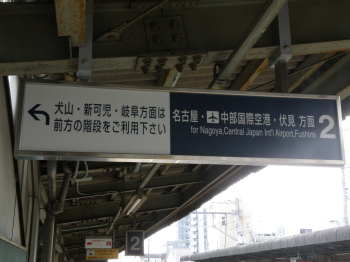 犬山・新可児・岐阜方面は
前方の階段をご利用下さい
名古屋・中部国際空港・伏見 方面
for Nagoya,Central Japan Int'l Airport,Fushimi
2
2